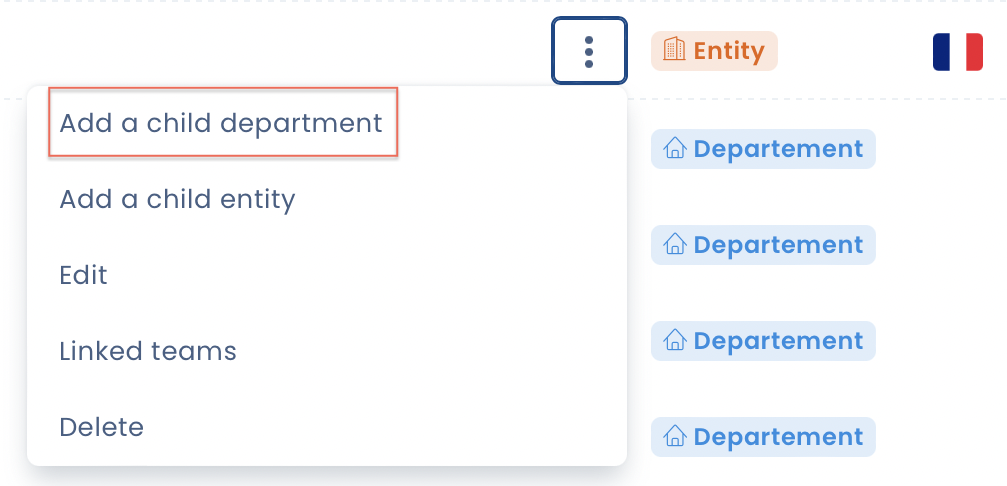 Entity
Add a child department
Departement
Add a child entity
Departement
Edit
Departement
Linked teams
Departement
Delete